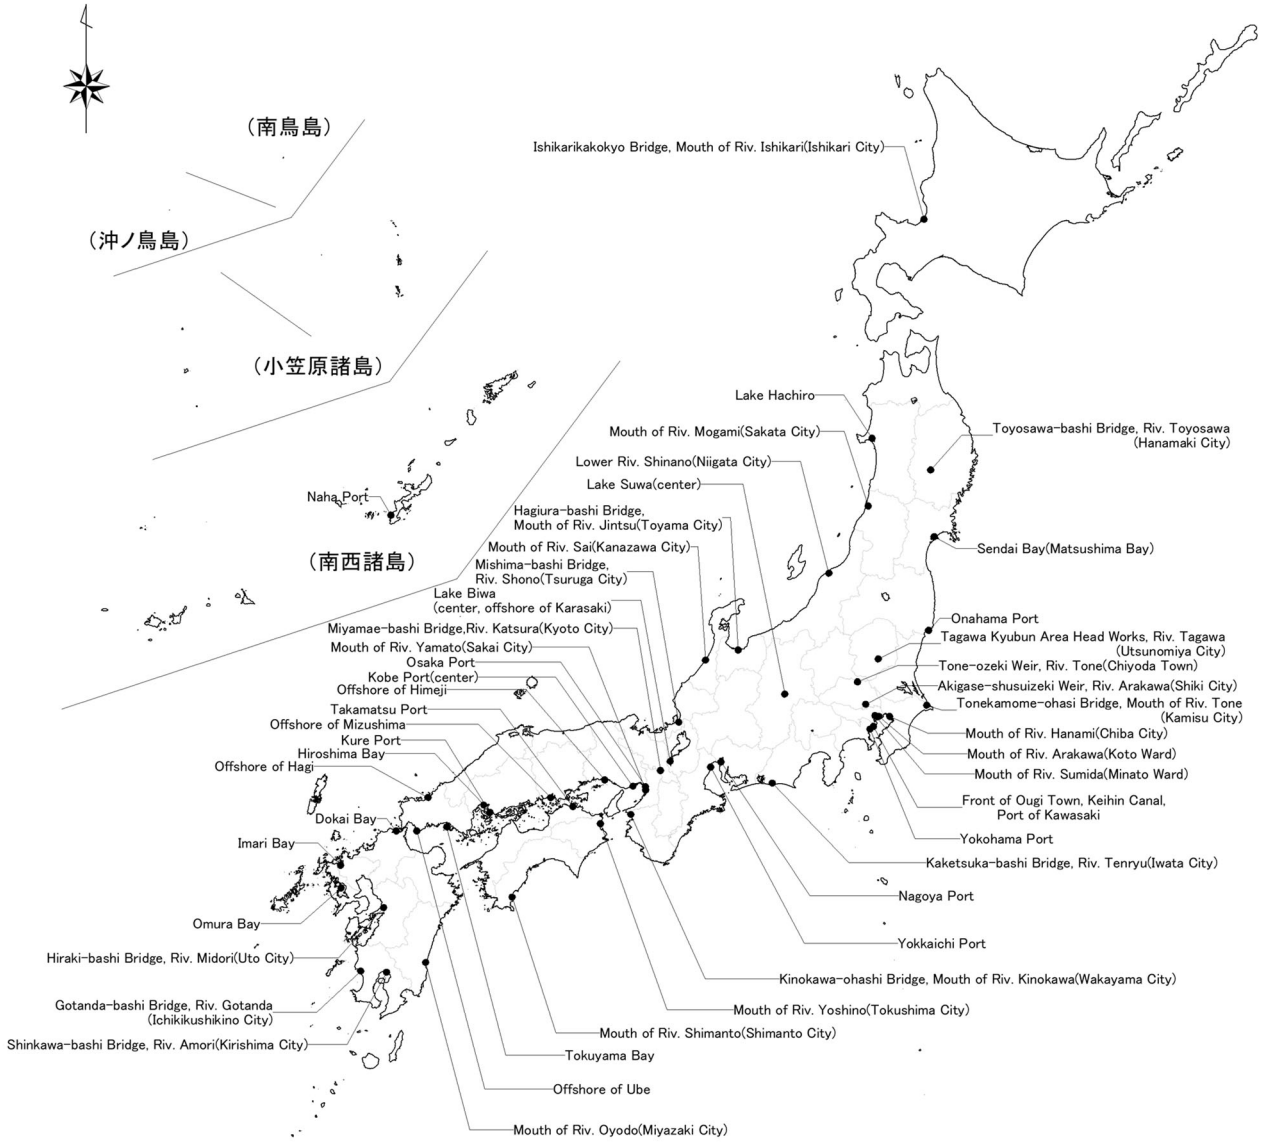 (南鳥島)
Ishikarikakokyo Bridge, Mouth of Riv. Ishikari(Ishikari City)
(沖ノ鳥島)
(小笠原諸島)
Lake Hachiro
Mouth of Riv. Mogami(Sakata City)
Toyosawa-bashi Bridge, Riv. Toyosawa
(Hanamaki City)
Lower Riv. Shinano(Niigata City)
Lake Suwa(center)
Naha Port
Hagiura-bashi Bridge,
Mouth of Riv. Jintsu(Toyama City)
Mouth of Riv. Sai(Kanazawa City)
Sendai Bay(Matsushima Bay)
(南西諸島)
Mishima-bashi Bridge,
Riv. Shono(Tsuruga City)
Lake Biwa
(center, offshore of Karasaki)
Onahama Port
Miyamae-bashi Bridge,Riv. Katsura(Kyoto City)
Tagawa Kyubun Area Head Works, Riv. Tagawa
(Utsunomiya City)
Mouth of Riv. Yamato(Sakai City)
Osaka Port
Tone-ozeki Weir, Riv. Tone(Chiyoda Town)
Kobe Port(center)
Akigase-shusuizeki Weir, Riv. Arakawa(Shiki City)
Offshore of Himeji
Tonekamome-ohasi Bridge, Mouth of Riv. Tone
(Kamisu City)
Takamatsu Port
Offshore of Mizushima
Mouth of Riv. Hanami(Chiba City)
Kure Port
Hiroshima Bay
Mouth of Riv. Arakawa(Koto Ward)
Offshore of Hagi
Mouth of Riv. Sumida(Minato Ward)
Front of Ougi Town, Keihin Canal,
Port of Kawasaki
Dokai Bay
Yokohama Port
Imari Bay
Kaketsuka-bashi Bridge, Riv. Tenryu(Iwata City)
Nagoya Port
Omura Bay
Yokkaichi Port
Hiraki-bashi Bridge, Riv. Midori(Uto City)
Kinokawa-ohashi Bridge, Mouth of Riv. Kinokawa(Wakayama City)
Gotanda-bashi Bridge, Riv. Gotanda
(Ichikikushikino City)
Mouth of Riv. Yoshino(Tokushima City)
Mouth of Riv. Shimanto(Shimanto City)
Shinkawa-bashi Bridge, Riv. Amori(Kirishima City)
Tokuyama Bay
Offshore of Ube
Mouth of Riv. Oyodo(Miyazaki City)